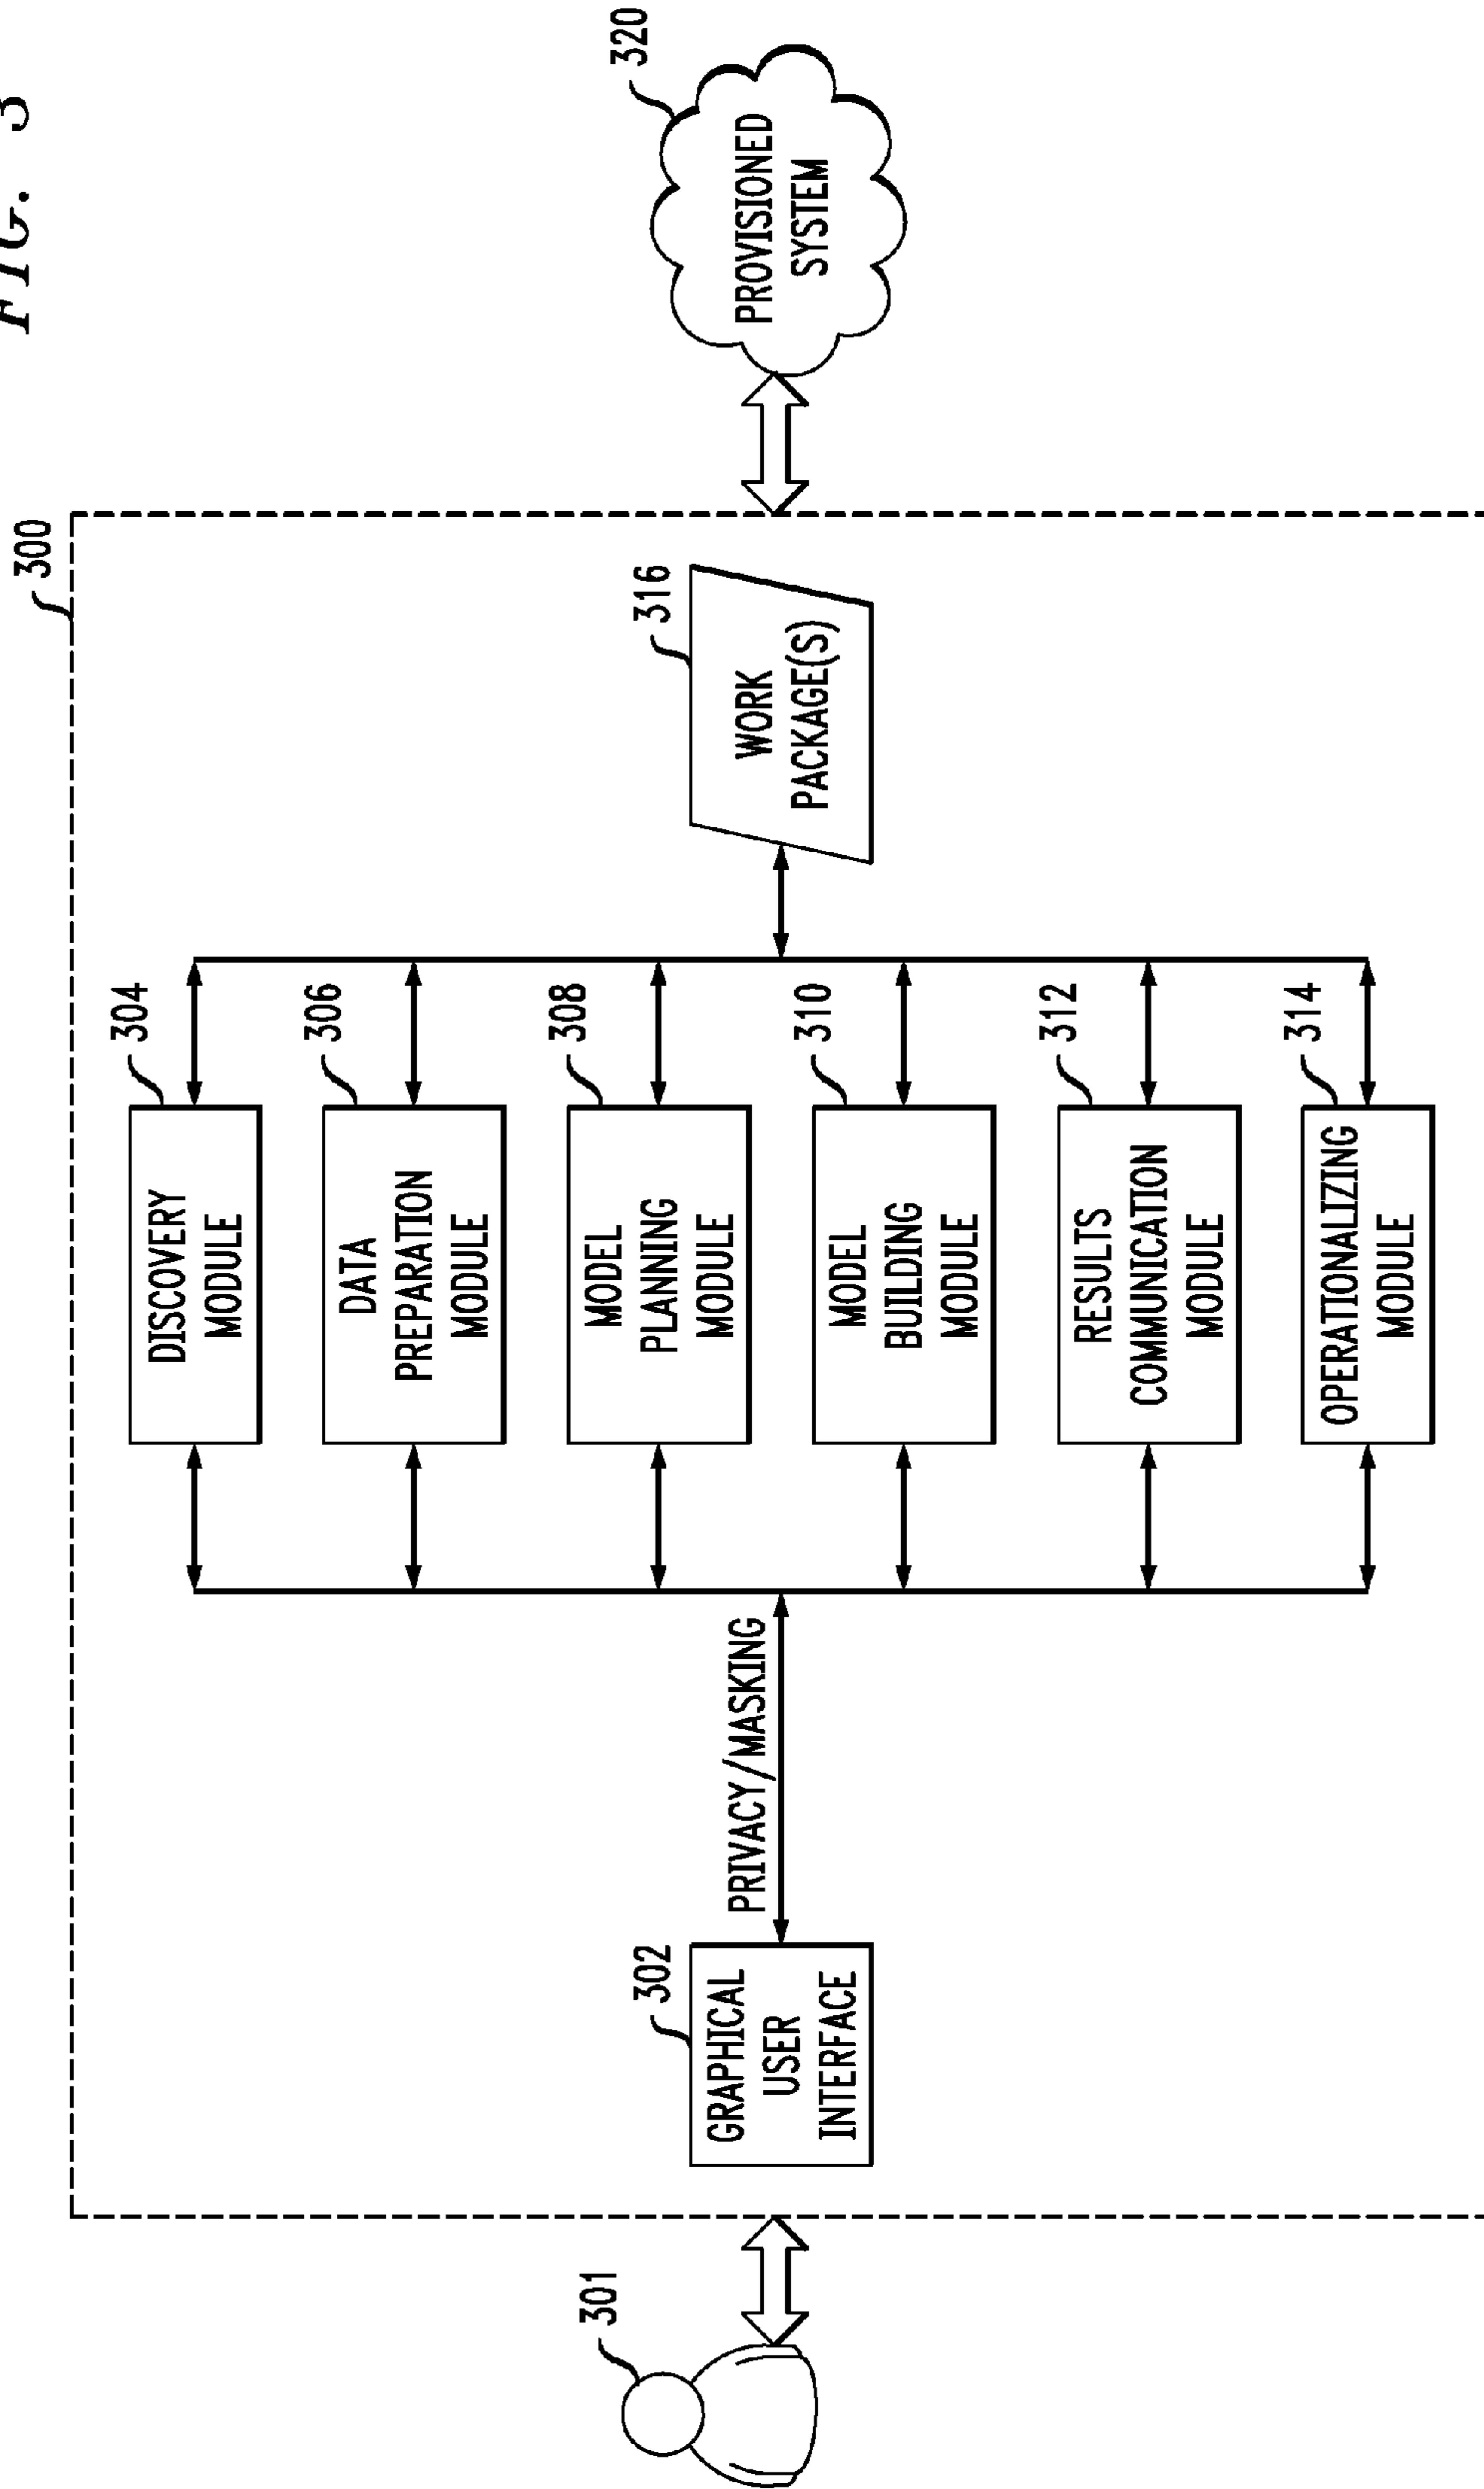 FIG. 3
300
301
302
GRAPHICAL
USER
INTERFACE
PRIVACY/MASKING
304
DISCOVERY
MODULE
306
DATA
PREPARATION
MODULE
308
MODEL
PLANNING
MODULE
310
MODEL
BUILDING
MODULE
312
RESULTS
COMMUNICATION
MODULE
314
OPERATIONALIZING
MODULE
316
WORK
PACKAGE(S)
320
PROVISIONED
SYSTEM